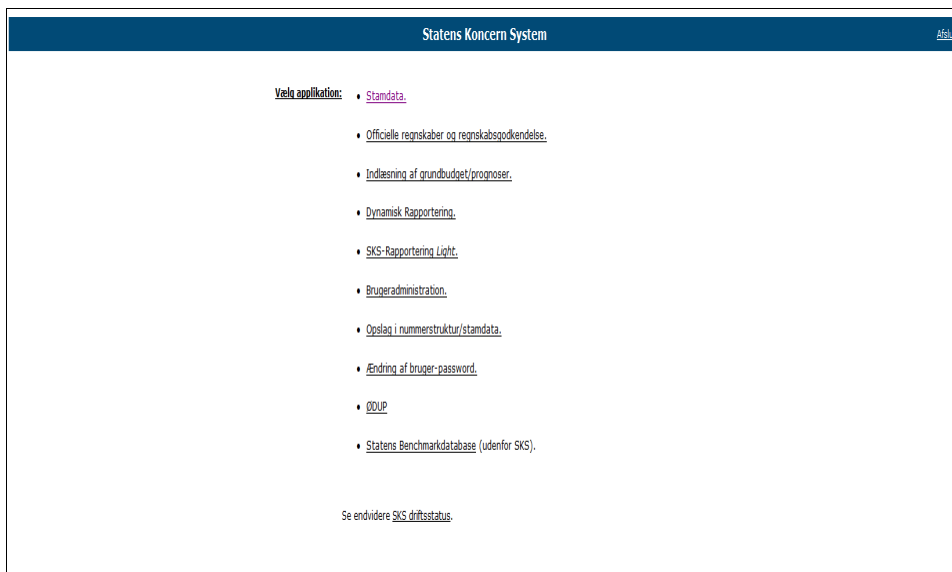 Statens Koncern System
Vælg applikation:
• Stamdata.
• Officielle regnskaber og regnskabsgodkendelse.
• Indlæsning af grundbudget/prognoser.
• Dynamisk Rapportering.
• SKS-Rapportering Light.
• Brugeradministration.
• Opslag i nummerstruktur/stamdata.
• Ændring af bruger-password.
• ØDUP
• Statens Benchmarkdatabase (udenfor SKS).
Se endvidere SKS driftsstatus.